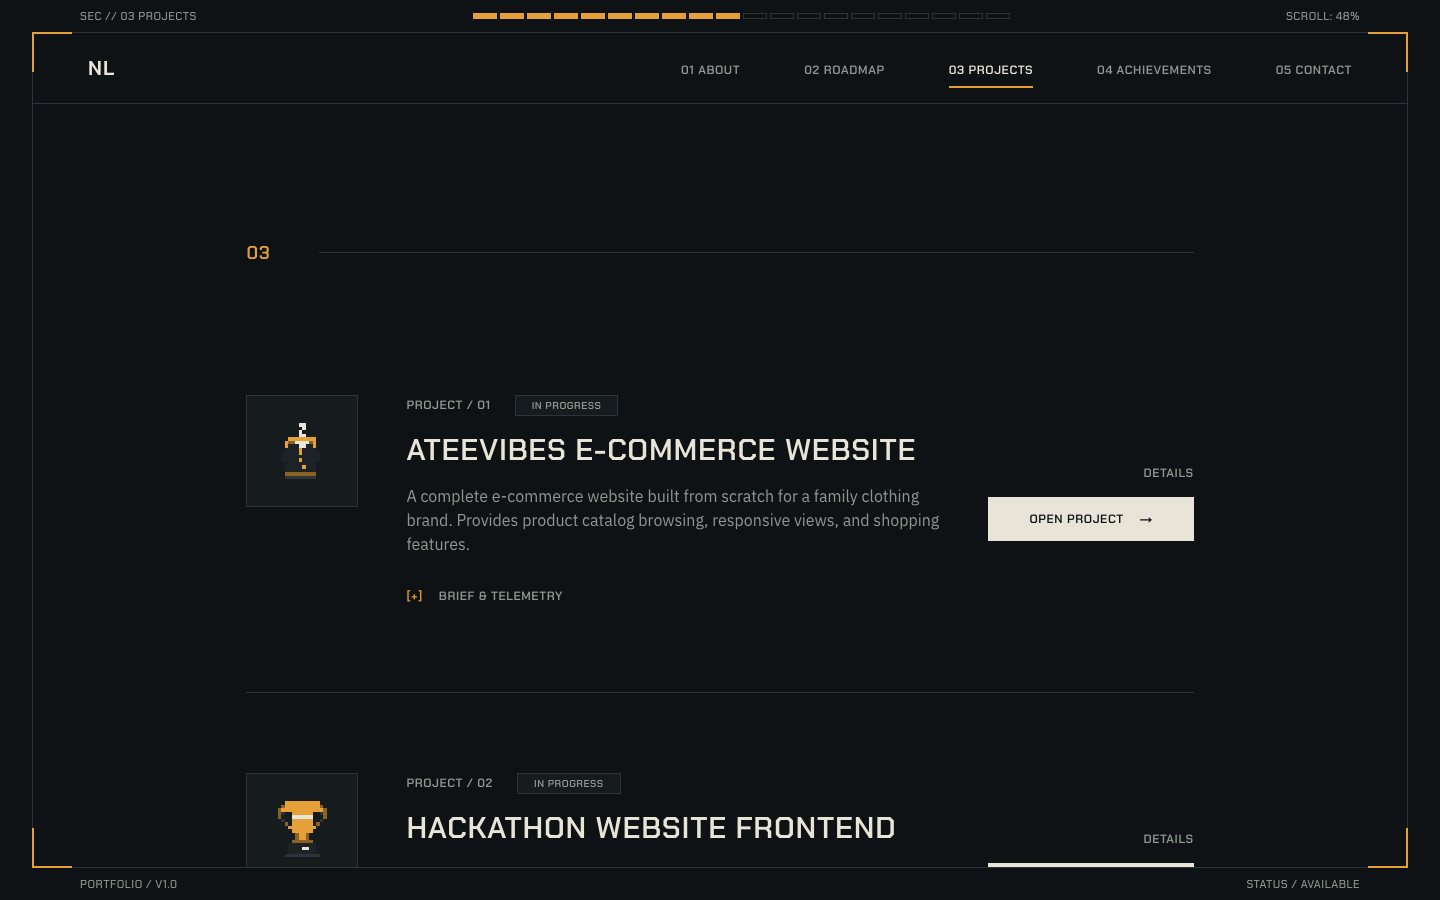 SEC // 03 PROJECTS
SCROLL: 48%
NL
01 ABOUT
02 ROADMAP
03 PROJECTS
04 ACHIEVEMENTS
05 CONTACT
03
PROJECT / 01
IN PROGRESS
ATEEVIBES E-COMMERCE WEBSITE
A complete e-commerce website built from scratch for a family clothing
brand. Provides product catalog browsing, responsive views, and shopping
features.
[+] BRIEF & TELEMETRY
DETAILS
OPEN PROJECT →
PROJECT / 02
IN PROGRESS
HACKATHON WEBSITE FRONTEND
DETAILS
PORTFOLIO / V1.0
STATUS / AVAILABLE